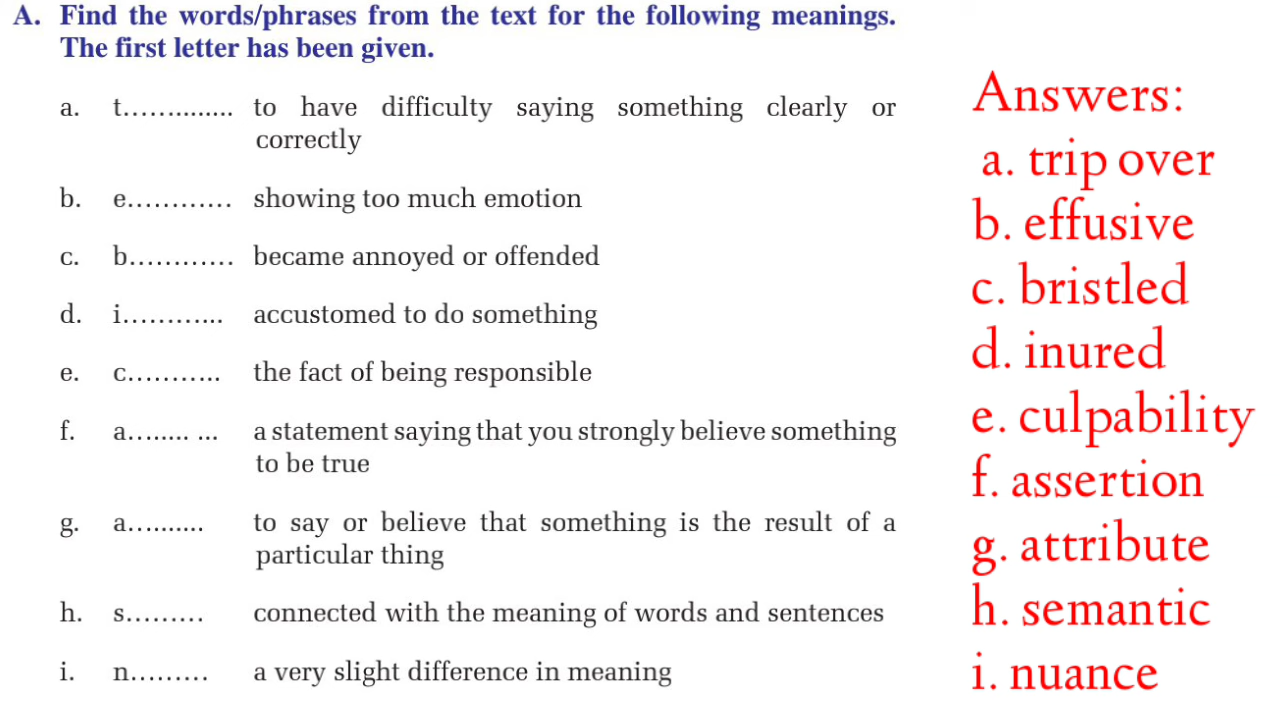 A. Find the words/phrases from the text for the following meanings.
The first letter has been given.
a. t.............. to have difficulty saying something clearly or
correctly
b. e............ showing too much emotion
c. b............ became annoyed or offended
d. i............ accustomed to do something
e. c........... the fact of being responsible
f. a........ ... a statement saying that you strongly believe something
to be true
g. a.......... to say or believe that something is the result of a
particular thing
h. s......... connected with the meaning of words and sentences
i. n......... a very slight difference in meaning
Answers:
a. trip over
b. effusive
c. bristled
d. inured
e. culpability
f. assertion
g. attribute
h. semantic
i. nuance